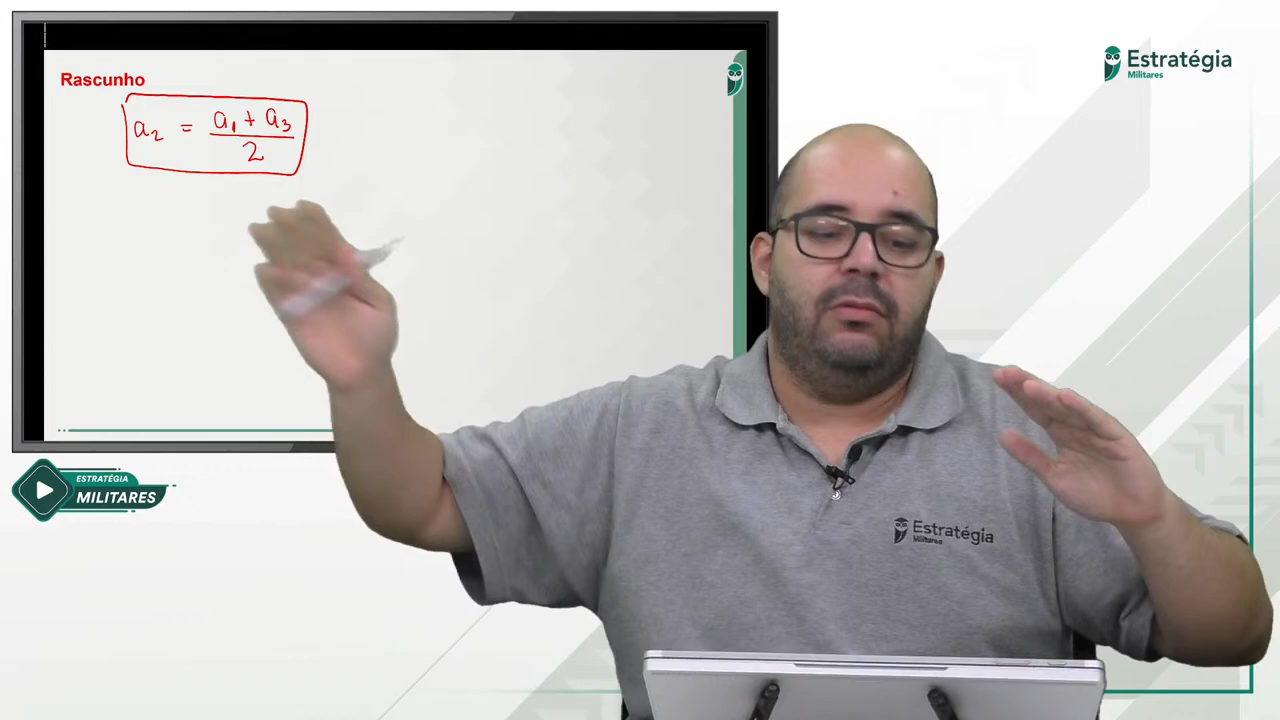 Rascunho
a₂ = (a₁ + a₃)/2
Estratégia
Militares
ESTRATÉGIA
MILITARES
Estratégia
Militares